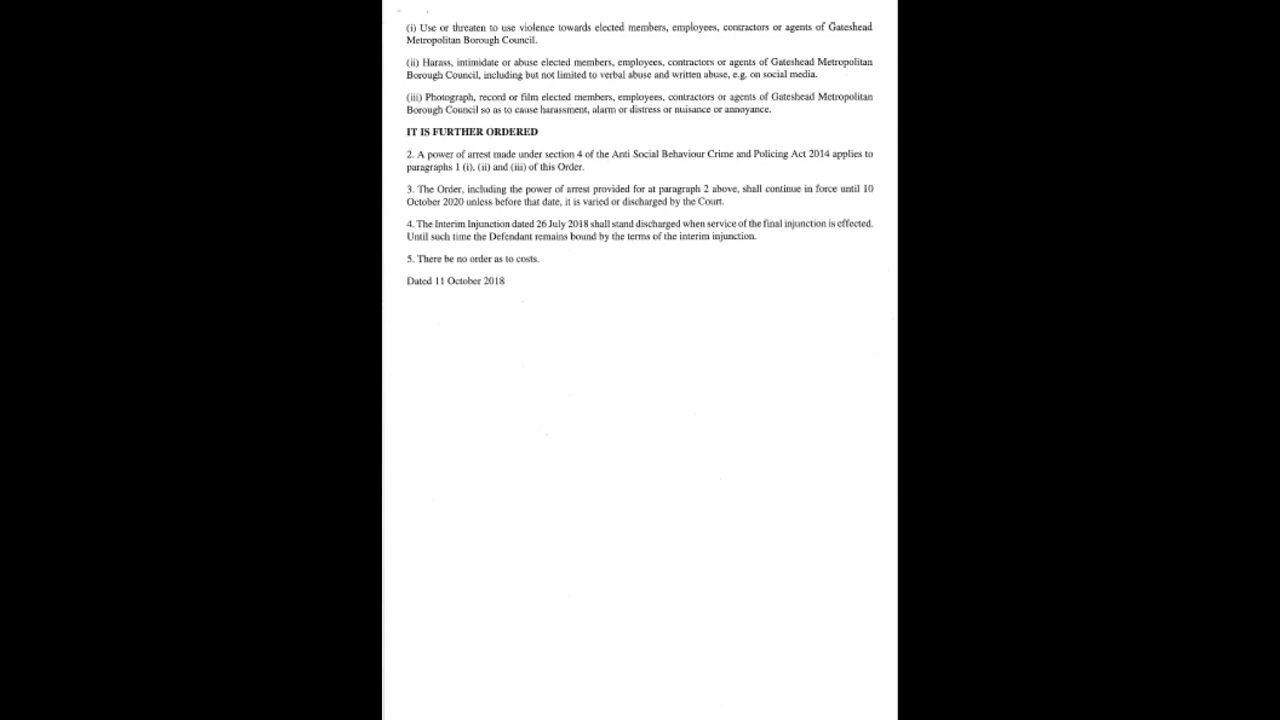 (i) Use or threaten to use violence towards elected members, employees, contractors or agents of Gateshead
Metropolitan Borough Council.
(ii) Harass, intimidate or abuse elected members, employees, contractors or agents of Gateshead Metropolitan
Borough Council, including but not limited to verbal abuse and written abuse, e.g. on social media.
(iii) Photograph, record or film elected members, employees, contractors or agents of Gateshead Metropolitan
Borough Council so as to cause harassment, alarm or distress or nuisance or annoyance.
IT IS FURTHER ORDERED
2. A power of arrest made under section 4 of the Anti Social Behaviour Crime and Policing Act 2014 applies to
paragraphs 1 (i), (ii) and (iii) of this Order.
3. The Order, including the power of arrest provided for at paragraph 2 above, shall continue in force until 10
October 2020 unless before that date, it is varied or discharged by the Court.
4. The Interim Injunction dated 26 July 2018 shall stand discharged when service of the final injunction is effected.
Until such time the Defendant remains bound by the terms of the interim injunction.
5. There be no order as to costs.
Dated 11 October 2018